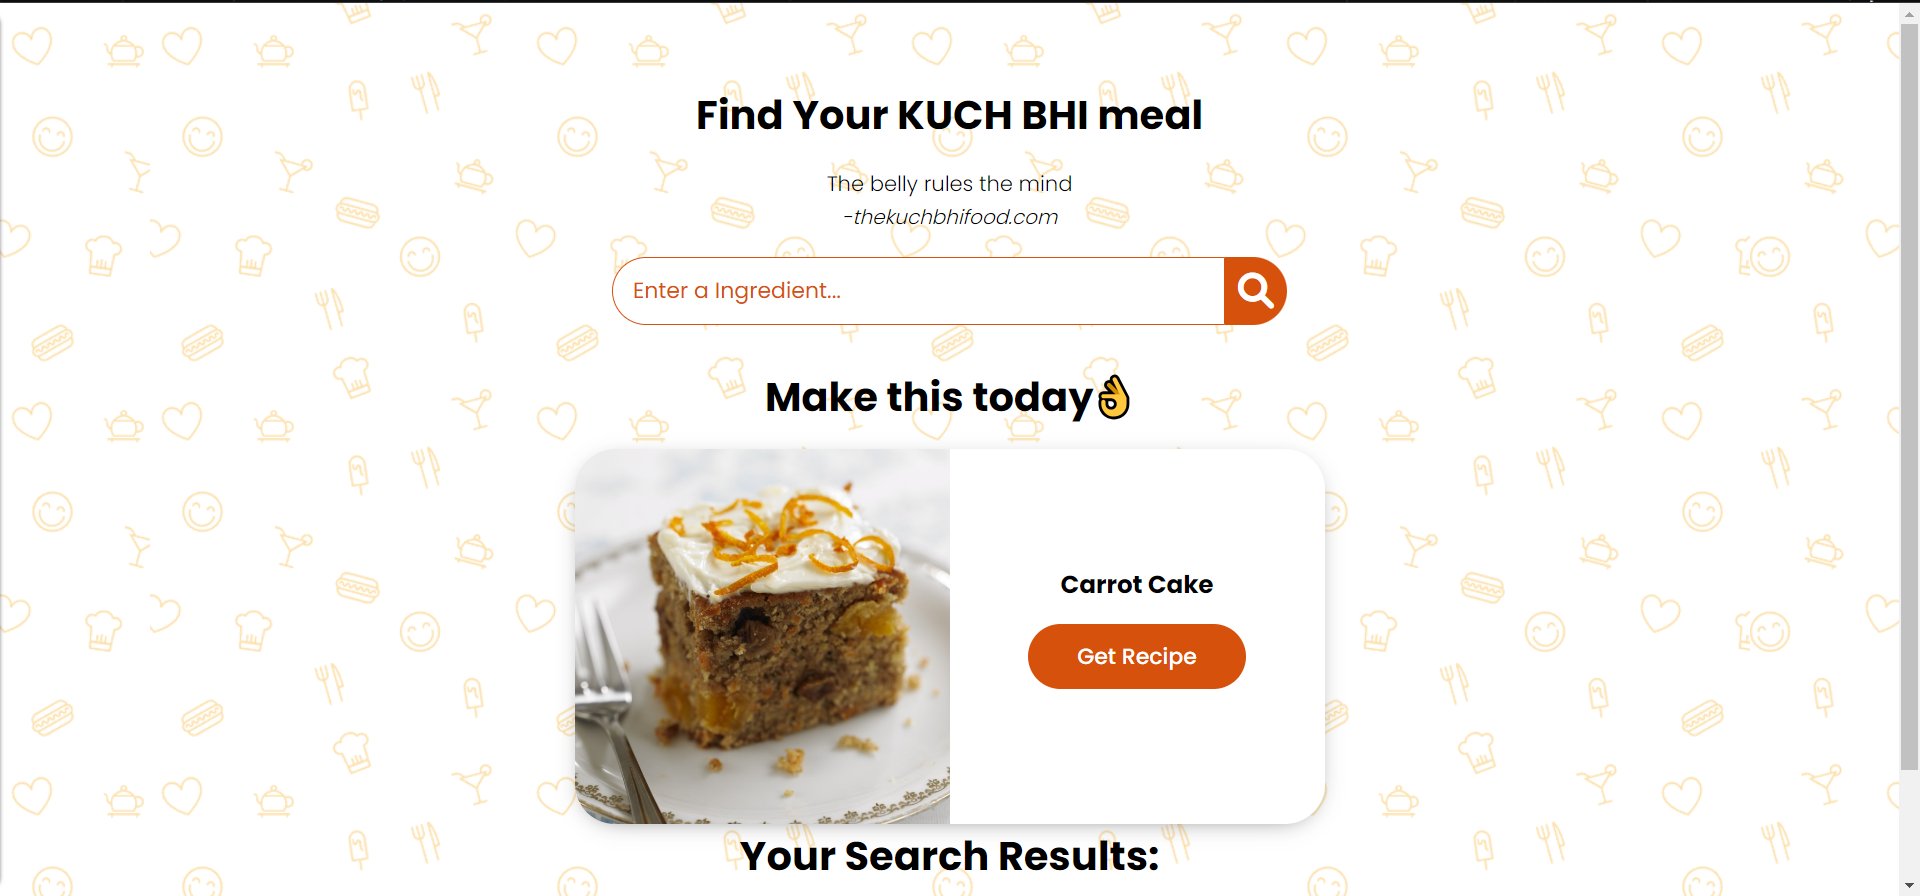 Find Your KUCH BHI meal
The belly rules the mind
-thekuchbhifood.com
Enter a Ingredient...
Make this today👌
Carrot Cake
Get Recipe
Your Search Results: